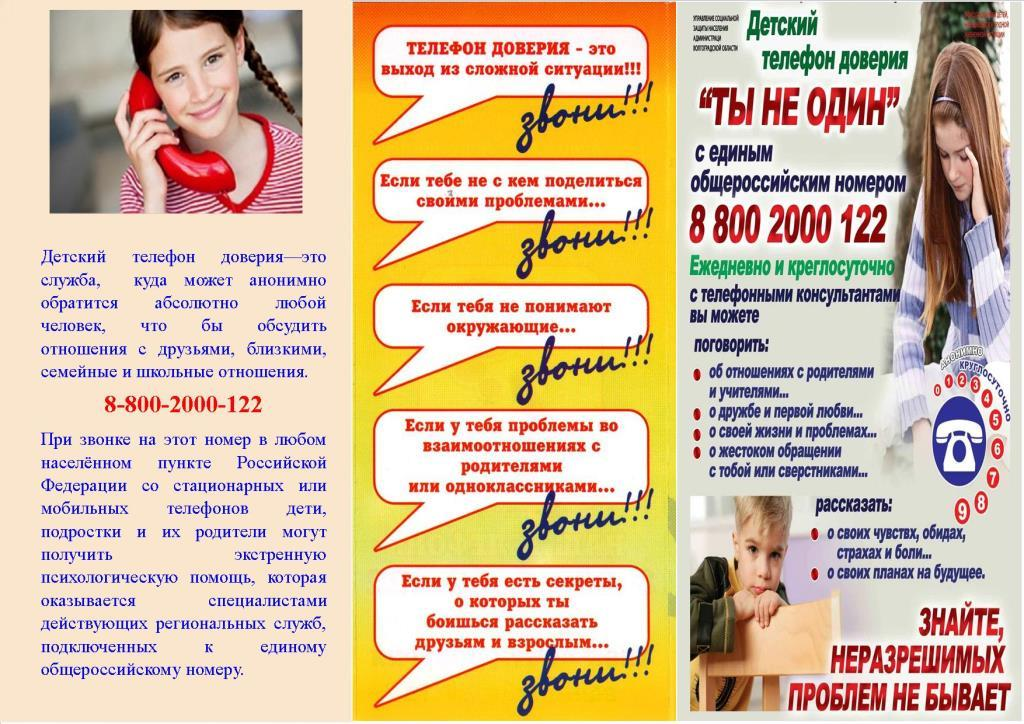 Детский телефон доверия—это
служба, куда может анонимно
обратится абсолютно любой
человек, что бы обсудить
отношения с друзьями, близкими,
семейные и школьные отношения.
8-800-2000-122
При звонке на этот номер в любом
населённом пункте Российской
Федерации со стационарных или
мобильных телефонов дети,
подростки и их родители могут
получить экстренную
психологическую помощь, которая
оказывается специалистами
действующих региональных служб,
подключенных к единому
общероссийскому номеру.
ТЕЛЕФОН ДОВЕРИЯ - это
выход из сложной ситуации!!!
звони!!!
Если тебе не с кем поделиться
своими проблемами...
звони!!!
Если тебя не понимают
окружающие...
звони!!!
Если у тебя проблемы во
взаимоотношениях с
родителями
или одноклассниками...
звони!!!
Если у тебя есть секреты,
о которых ты
боишься рассказать
друзьям и взрослым...
звони!!!
УПРАВЛЕНИЕ СОЦИАЛЬНОЙ
ЗАЩИТЫ НАСЕЛЕНИЯ
АДМИНИСТРАЦИИ
ВОЛГОГРАДСКОЙ ОБЛАСТИ
Детский
телефон доверия
“ТЫ НЕ ОДИН”
с единым
общероссийским номером
8 800 2000 122
Ежедневно и креглосуточно
с телефонными консультантами
вы можете
поговорить:
об отношениях с родителями
и учителями...
о дружбе и первой любви...
о своей жизни и проблемах...
о жестоком обращении
с тобой или сверстниками...
АНОНИМНО
КРУГЛОСУТОЧНО
0 1 2 3 4 5 6 7 8 9
рассказать:
о своих чувствх, обидах,
страхах и боли...
о своих планах на будущее.
ЗНАЙТЕ,
НЕРАЗРЕШИМЫХ
ПРОБЛЕМ НЕ БЫВАЕТ